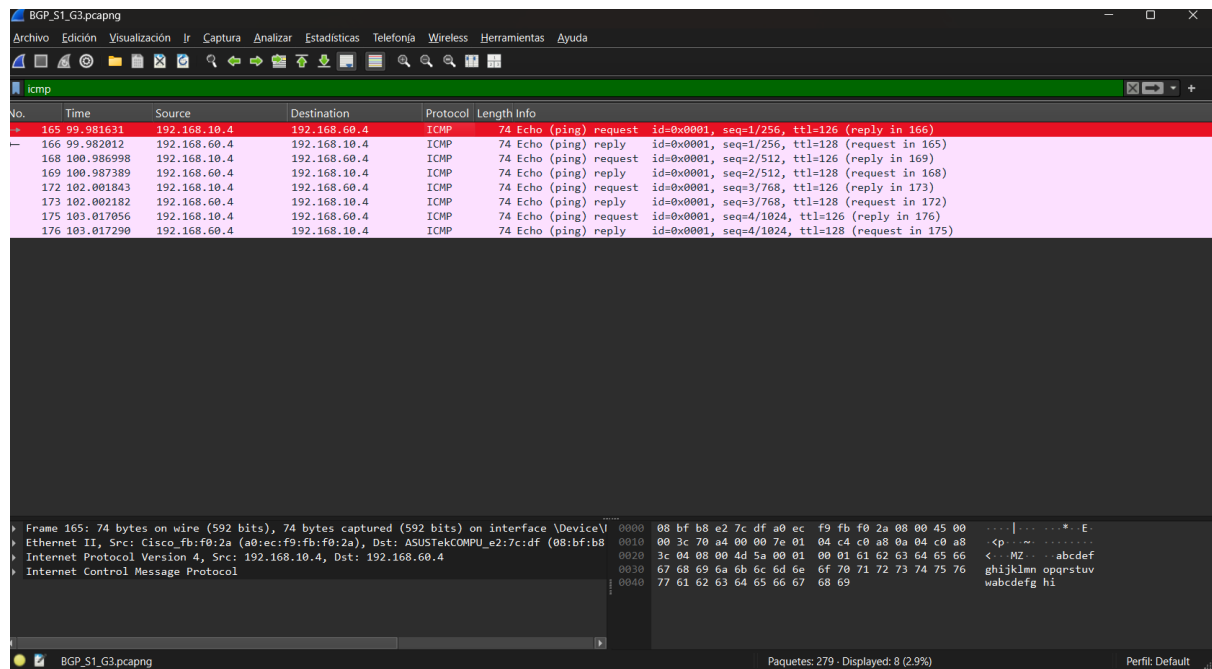 BGP_S1_G3.pcapng
Archivo Edición Visualización Ir Captura Analizar Estadísticas Telefonía Wireless Herramientas Ayuda
icmp
No. Time Source Destination Protocol Length Info
165 99.981631 192.168.10.4 192.168.60.4 ICMP 74 Echo (ping) request id=0x0001, seq=1/256, ttl=126 (reply in 166)
166 99.982012 192.168.60.4 192.168.10.4 ICMP 74 Echo (ping) reply id=0x0001, seq=1/256, ttl=128 (request in 165)
168 100.986998 192.168.10.4 192.168.60.4 ICMP 74 Echo (ping) request id=0x0001, seq=2/512, ttl=126 (reply in 169)
169 100.987389 192.168.60.4 192.168.10.4 ICMP 74 Echo (ping) reply id=0x0001, seq=2/512, ttl=128 (request in 168)
172 102.001843 192.168.10.4 192.168.60.4 ICMP 74 Echo (ping) request id=0x0001, seq=3/768, ttl=126 (reply in 173)
173 102.002182 192.168.60.4 192.168.10.4 ICMP 74 Echo (ping) reply id=0x0001, seq=3/768, ttl=128 (request in 172)
175 103.017056 192.168.10.4 192.168.60.4 ICMP 74 Echo (ping) request id=0x0001, seq=4/1024, ttl=126 (reply in 176)
176 103.017290 192.168.60.4 192.168.10.4 ICMP 74 Echo (ping) reply id=0x0001, seq=4/1024, ttl=128 (request in 175)
Frame 165: 74 bytes on wire (592 bits), 74 bytes captured (592 bits) on interface \Device\
Ethernet II, Src: Cisco_fb:f0:2a (a0:ec:f9:fb:f0:2a), Dst: ASUSTekCOMPU_e2:7c:df (08:bf:b8
Internet Protocol Version 4, Src: 192.168.10.4, Dst: 192.168.60.4
Internet Control Message Protocol
0000 08 bf b8 e2 7c df a0 ec f9 fb f0 2a 08 00 45 00 ····|··· ···*··E·
0010 00 3c 70 a4 00 00 7e 01 04 c4 c0 a8 0a 04 c0 a8 ·<p···~· ········
0020 3c 04 08 00 4d 5a 00 01 00 01 61 62 63 64 65 66 <···MZ·· ··abcdef
0030 67 68 69 6a 6b 6c 6d 6e 6f 70 71 72 73 74 75 76 ghijklmn opqrstuv
0040 77 61 62 63 64 65 66 67 68 69 wabcdefg hi
BGP_S1_G3.pcapng Paquetes: 279 · Displayed: 8 (2.9%) Perfil: Default